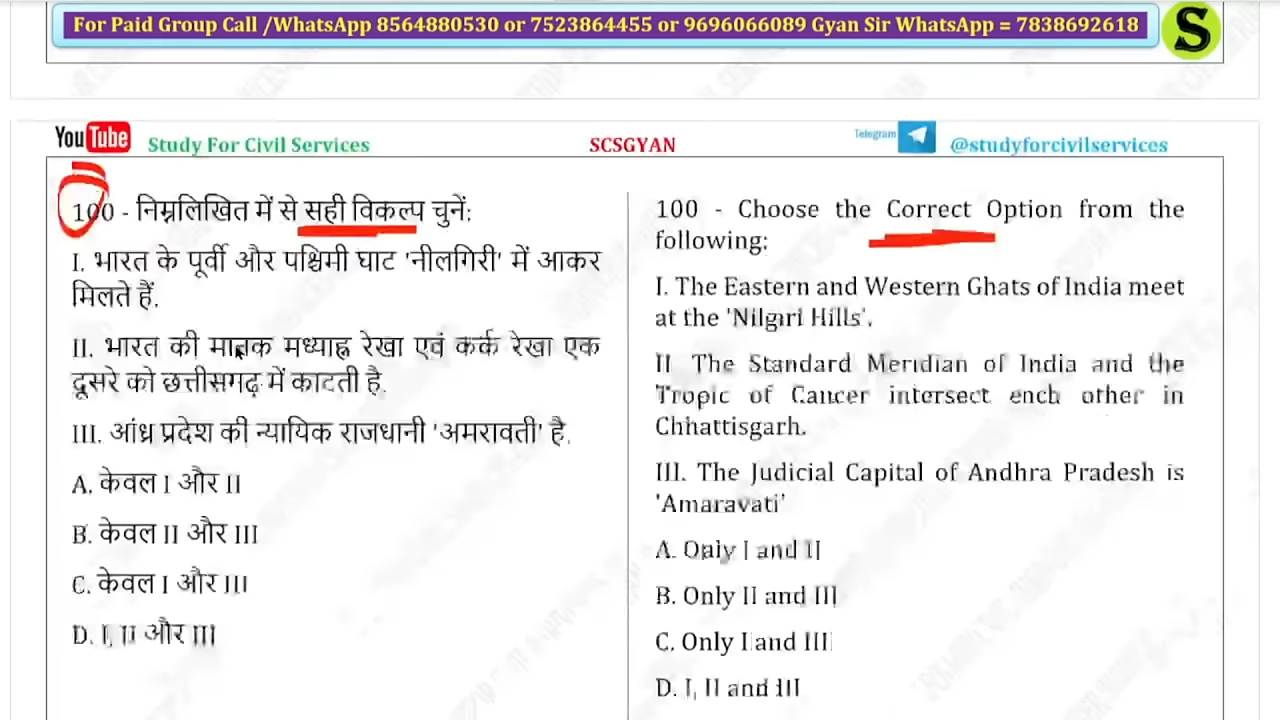 For Paid Group Call /WhatsApp 8564880530 or 7523864455 or 9696066089 Gyan Sir WhatsApp = 7838692618
S
YouTube
Study For Civil Services
SCSGYAN
Telegram
@studyforcivilservices
100 - निम्नलिखित में से सही विकल्प चुनें:
I. भारत के पूर्वी और पश्चिमी घाट 'नीलगिरी' में आकर
मिलते हैं.
II. भारत की मानक मध्याह्न रेखा एवं कर्क रेखा एक
दूसरे को छत्तीसगढ़ में काटती है.
III. आंध्र प्रदेश की न्यायिक राजधानी 'अमरावती' है.
A. केवल I और II
B. केवल II और III
C. केवल I और III
D. I, II और III
100 - Choose the Correct Option from the
following:
I. The Eastern and Western Ghats of India meet
at the 'Nilgiri Hills'.
II The Standard Meridian of India and the
Tropic of Cancer intersect each other in
Chhattisgarh.
III. The Judicial Capital of Andhra Pradesh is
'Amaravati'
A. Only I and II
B. Only II and III
C. Only I and III
D. I, II and III